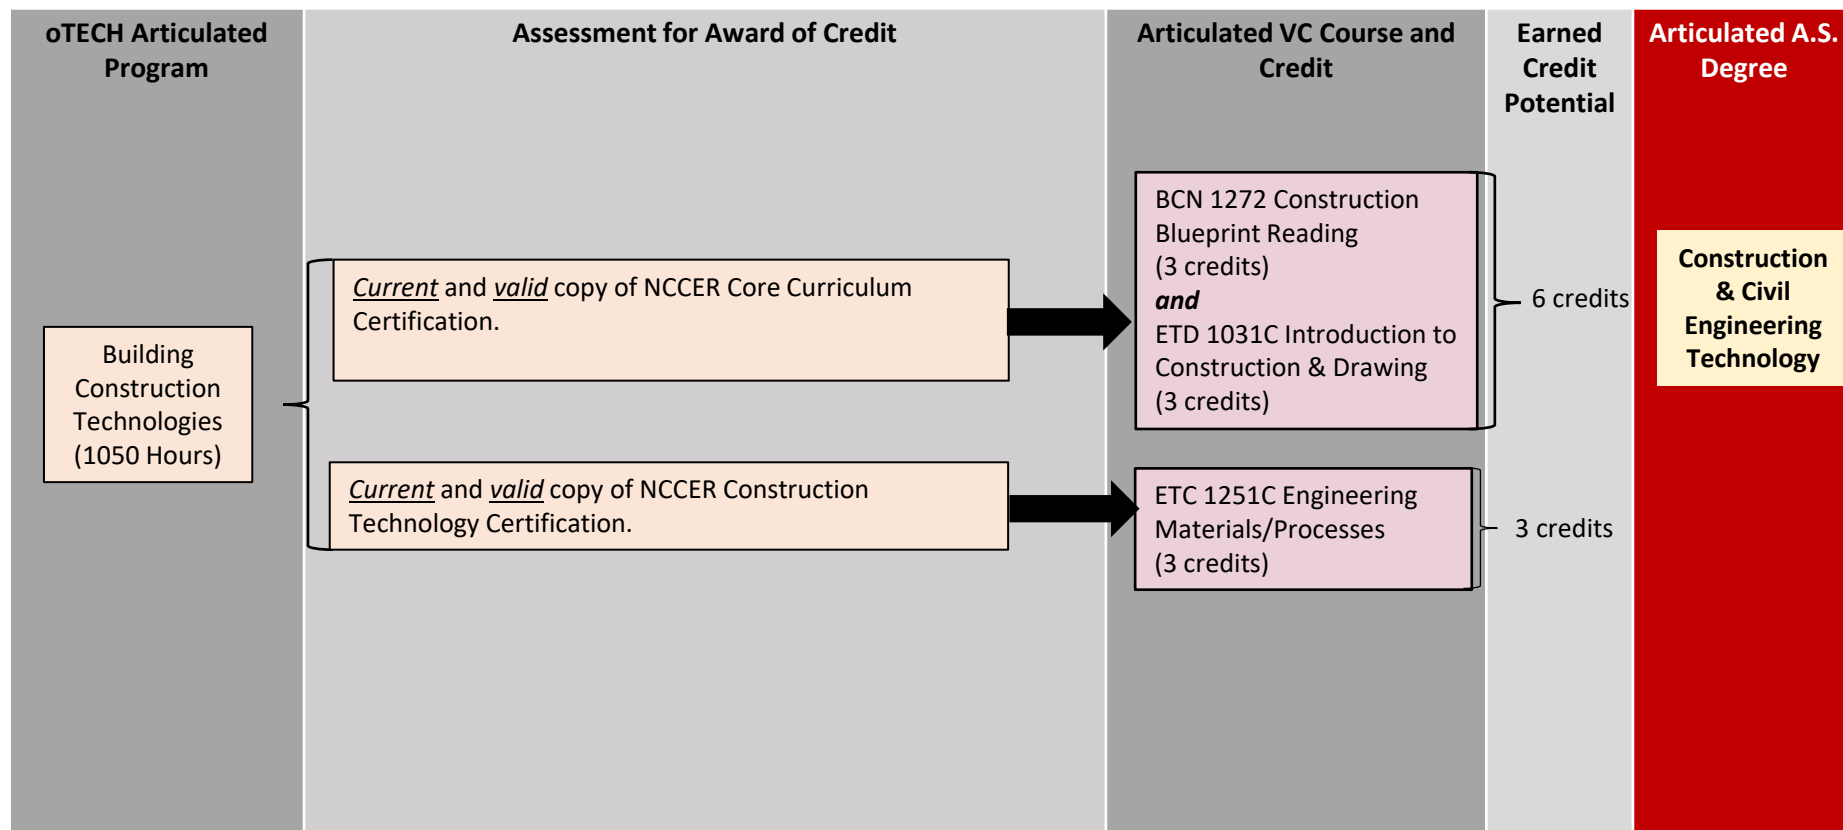 oTECH Articulated
Program
Assessment for Award of Credit
Articulated VC Course and
Credit
Earned
Credit
Potential
Articulated A.S.
Degree
Building
Construction
Technologies
(1050 Hours)
Current and valid copy of NCCER Core Curriculum
Certification.
Current and valid copy of NCCER Construction
Technology Certification.
BCN 1272 Construction
Blueprint Reading
(3 credits)
and
ETD 1031C Introduction to
Construction & Drawing
(3 credits)
ETC 1251C Engineering
Materials/Processes
(3 credits)
6 credits
3 credits
Construction
& Civil
Engineering
Technology